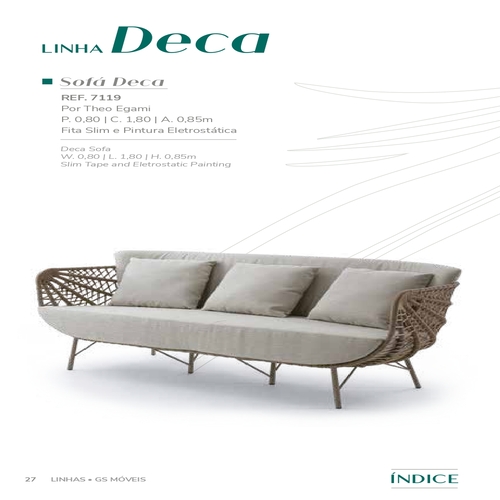 LINHA Deca
Sofá Deca
REF. 7119
Por Theo Egami
P. 0,80 | C. 1,80 | A. 0,85m
Fita Slim e Pintura Eletrostática
Deca Sofa
W. 0,80 | L. 1,80 | H. 0,85m
Slim Tape and Eletrostatic Painting
27 LINHAS • GS MÓVEIS
ÍNDICE